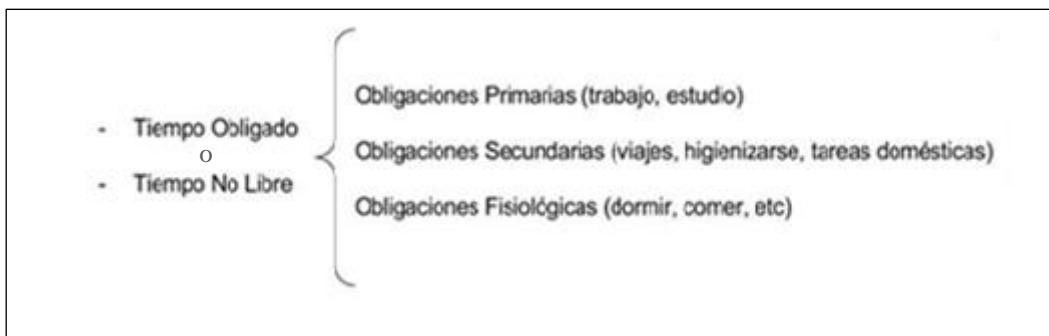 - Tiempo Obligado
o
- Tiempo No Libre
Obligaciones Primarias (trabajo, estudio)
Obligaciones Secundarias (viajes, higienizarse, tareas domésticas)
Obligaciones Fisiológicas (dormir, comer, etc)